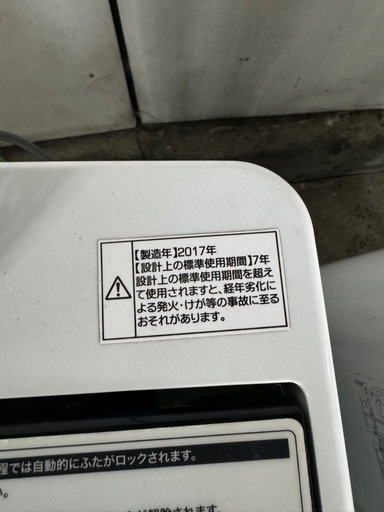 【製造年】2017年
【設計上の標準使用期間】7年
設計上の標準使用期間を超え
て使用されますと、経年劣化に
よる発火・けが等の事故に至る
おそれがあります。
程では自動的にふたがロックされます。